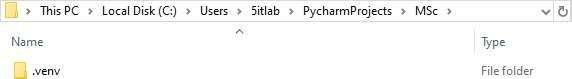 This PC > Local Disk (C:) > Users > 5itlab > PycharmProjects > MSc >
Name Type
.venv File folder